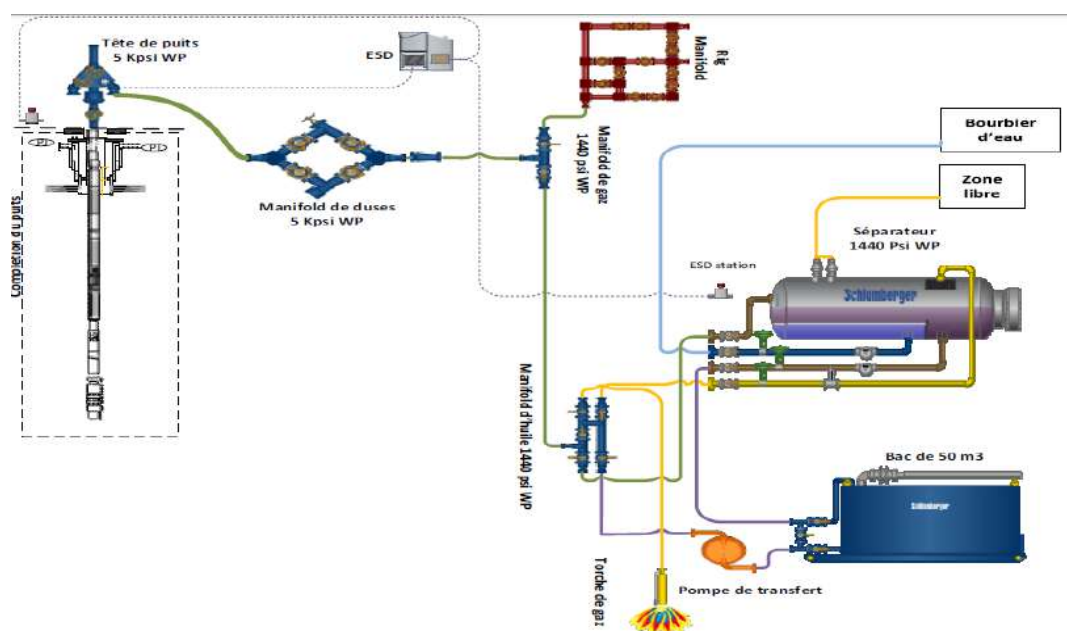 Tête de puits
5 Kpsi WP
ESD
Rig
Manifold
Bourbier
d'eau
Zone
libre
Manifold de gaz
1440 psi WP
Manifold de duses
5 Kpsi WP
Complétion du puits
Séparateur
1440 Psi WP
ESD station
Schlumberger
Manifold d'huile 1440 psi WP
Bac de 50 m3
Schlumberger
Torche de gaz
Pompe de transfert